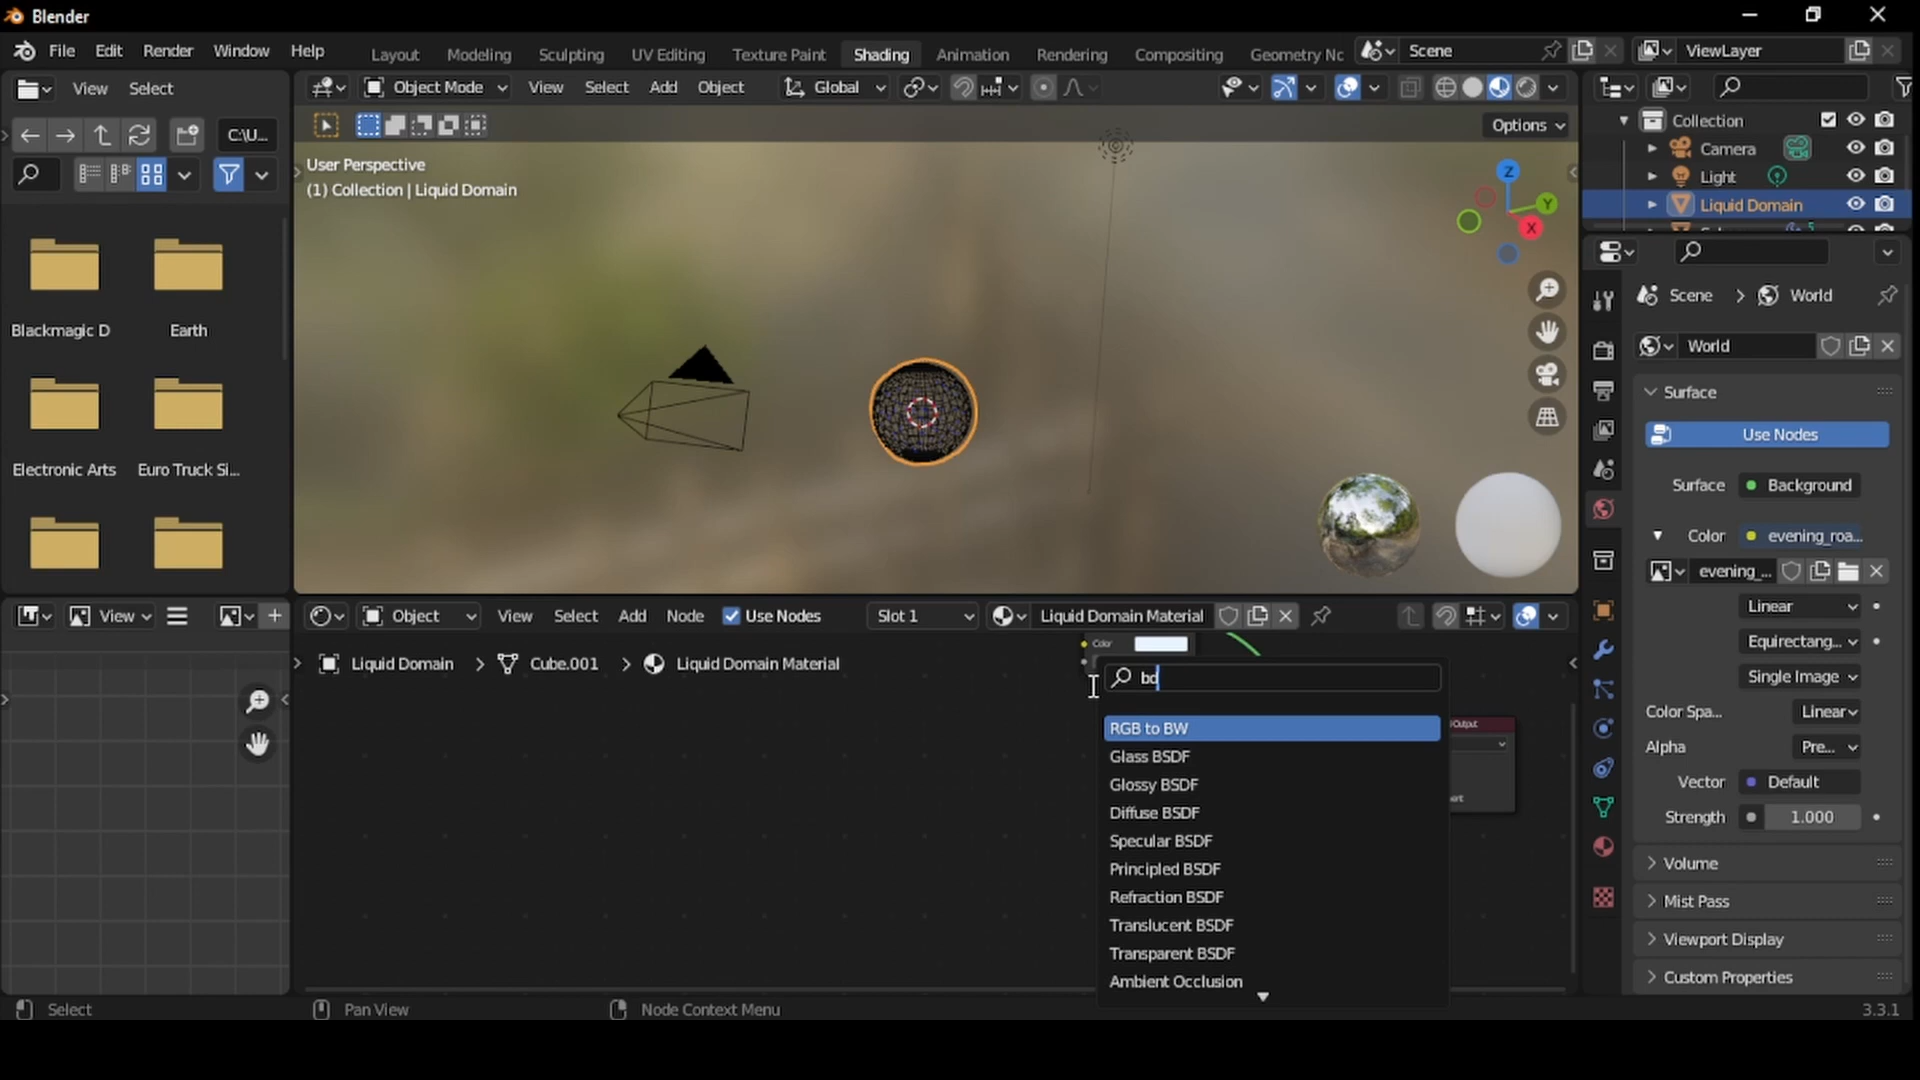 Blender
File Edit Render Window Help
Layout Modeling Sculpting UV Editing Texture Paint Shading Animation Rendering Compositing Geometry Nc
Scene
ViewLayer
View Select
Object Mode View Select Add Object Global
C:\U...
Options
User Perspective
(1) Collection | Liquid Domain
Z
Y
X
Blackmagic D
Earth
Electronic Arts
Euro Truck Si...
Collection
Camera
Light
Liquid Domain
Scene > World
World
Surface
Use Nodes
Surface Background
Color evening_roa...
evening_...
Linear
Equirectang...
Single Image
Color Spa... Linear
Alpha Pre...
Vector Default
Strength 1.000
Volume
Mist Pass
Viewport Display
Custom Properties
View
Object View Select Add Node Use Nodes Slot 1 Liquid Domain Material
Liquid Domain > Cube.001 > Liquid Domain Material
Color
bd
RGB to BW
Glass BSDF
Glossy BSDF
Diffuse BSDF
Specular BSDF
Principled BSDF
Refraction BSDF
Translucent BSDF
Transparent BSDF
Ambient Occlusion
Select
Pan View
Node Context Menu
3.3.1